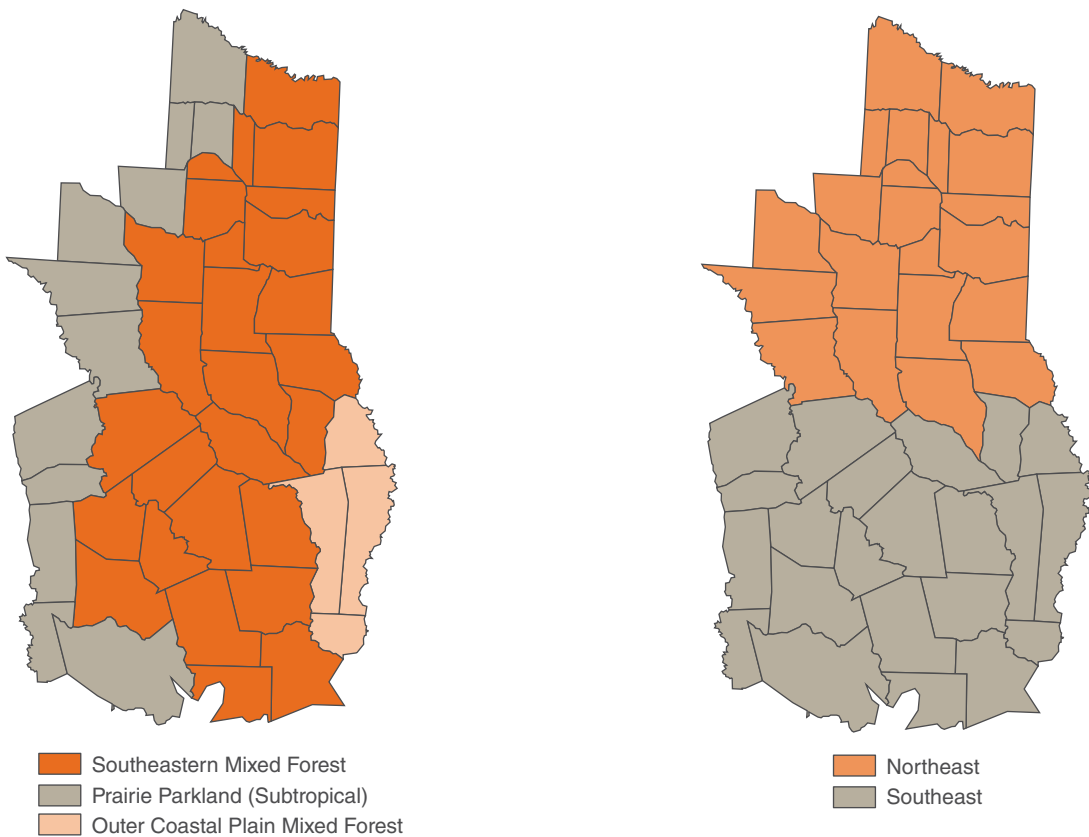 Southeastern Mixed Forest
Prairie Parkland (Subtropical)
Outer Coastal Plain Mixed Forest
Northeast
Southeast